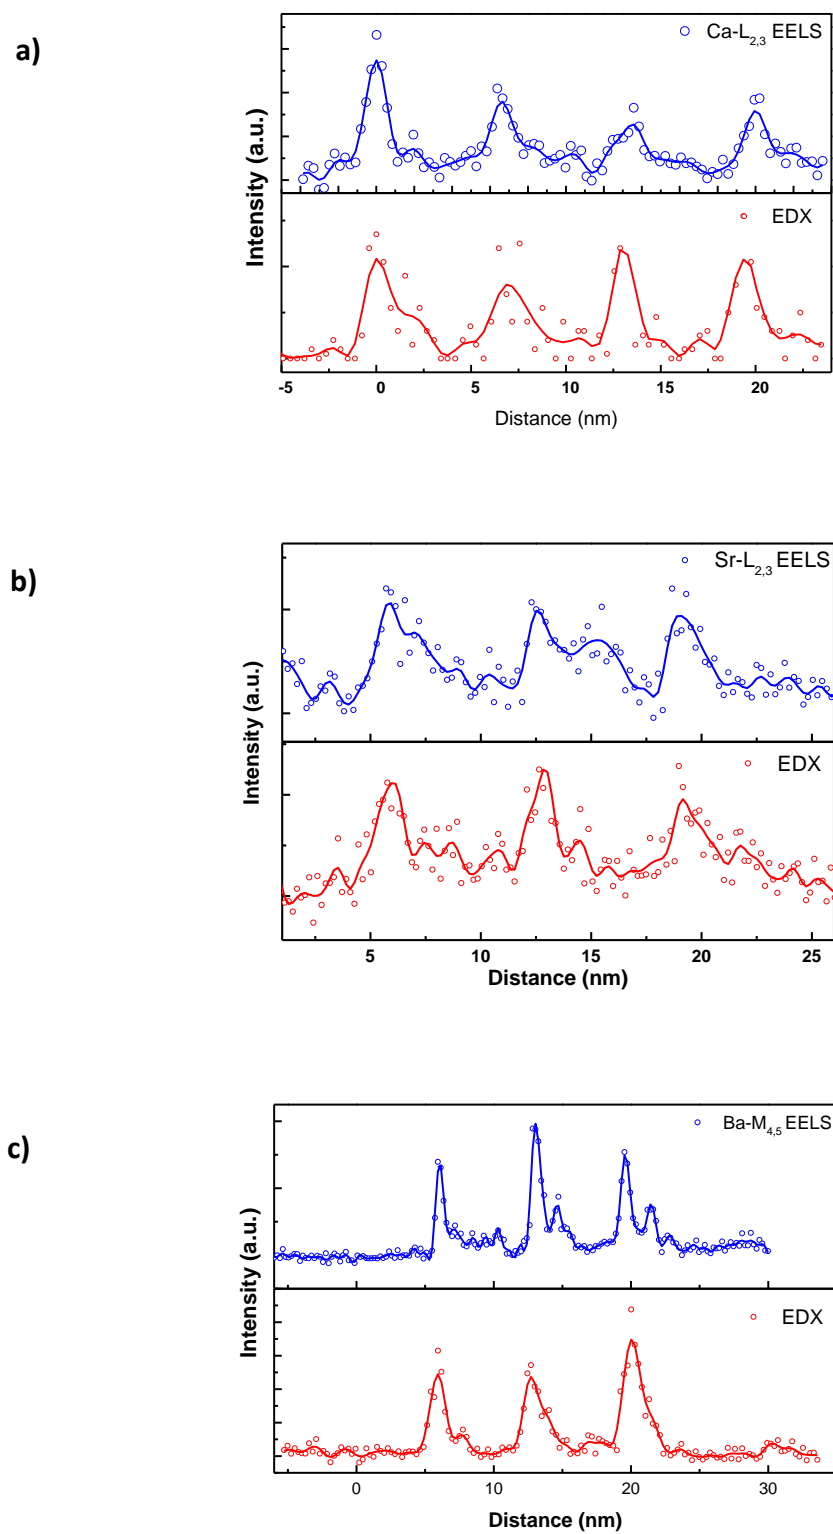 a)
Ca-L2,3 EELS
Intensity (a.u.)
EDX
-5 0 5 10 15 20
Distance (nm)
b)
Sr-L2,3 EELS
Intensity (a.u.)
EDX
5 10 15 20 25
Distance (nm)
c)
Ba-M4,5 EELS
Intensity (a.u.)
EDX
0 10 20 30
Distance (nm)